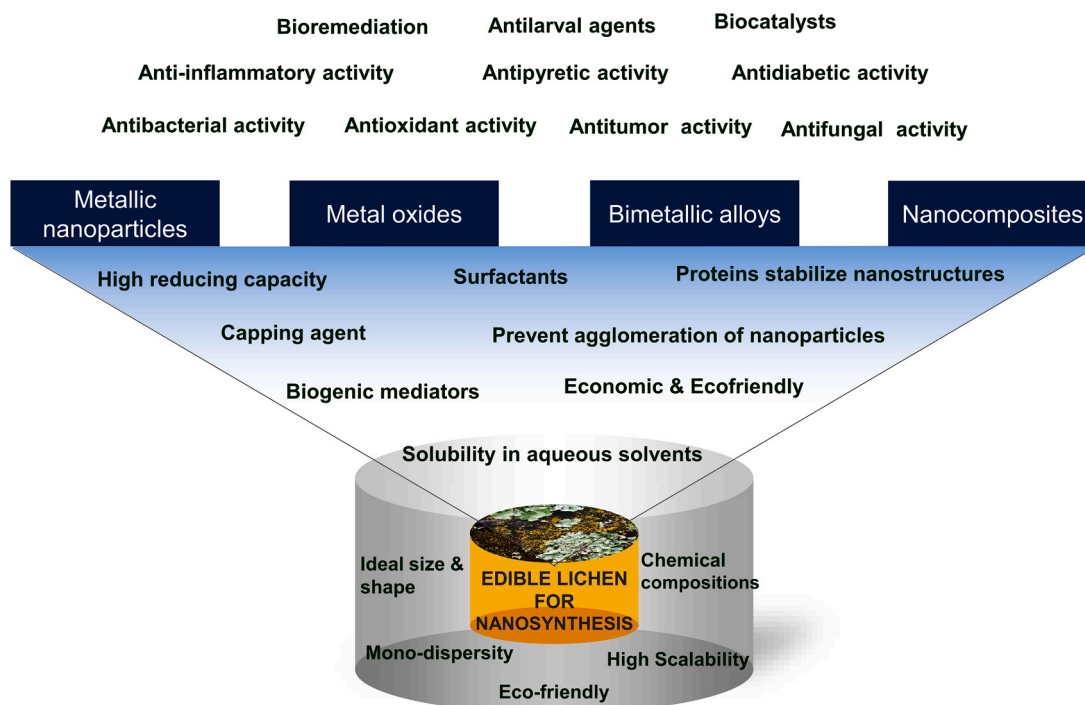 Bioremediation
Antilarval agents
Biocatalysts
Anti-inflammatory activity
Antipyretic activity
Antidiabetic activity
Antibacterial activity
Antioxidant activity
Antitumor activity
Antifungal activity
Metallic
nanoparticles
Metal oxides
Bimetallic alloys
Nanocomposites
High reducing capacity
Surfactants
Proteins stabilize nanostructures
Capping agent
Prevent agglomeration of nanoparticles
Biogenic mediators
Economic & Ecofriendly
Solubility in aqueous solvents
Ideal size &
shape
EDIBLE LICHEN
FOR
NANOSYNTHESIS
Chemical
compositions
Mono-dispersity
High Scalability
Eco-friendly